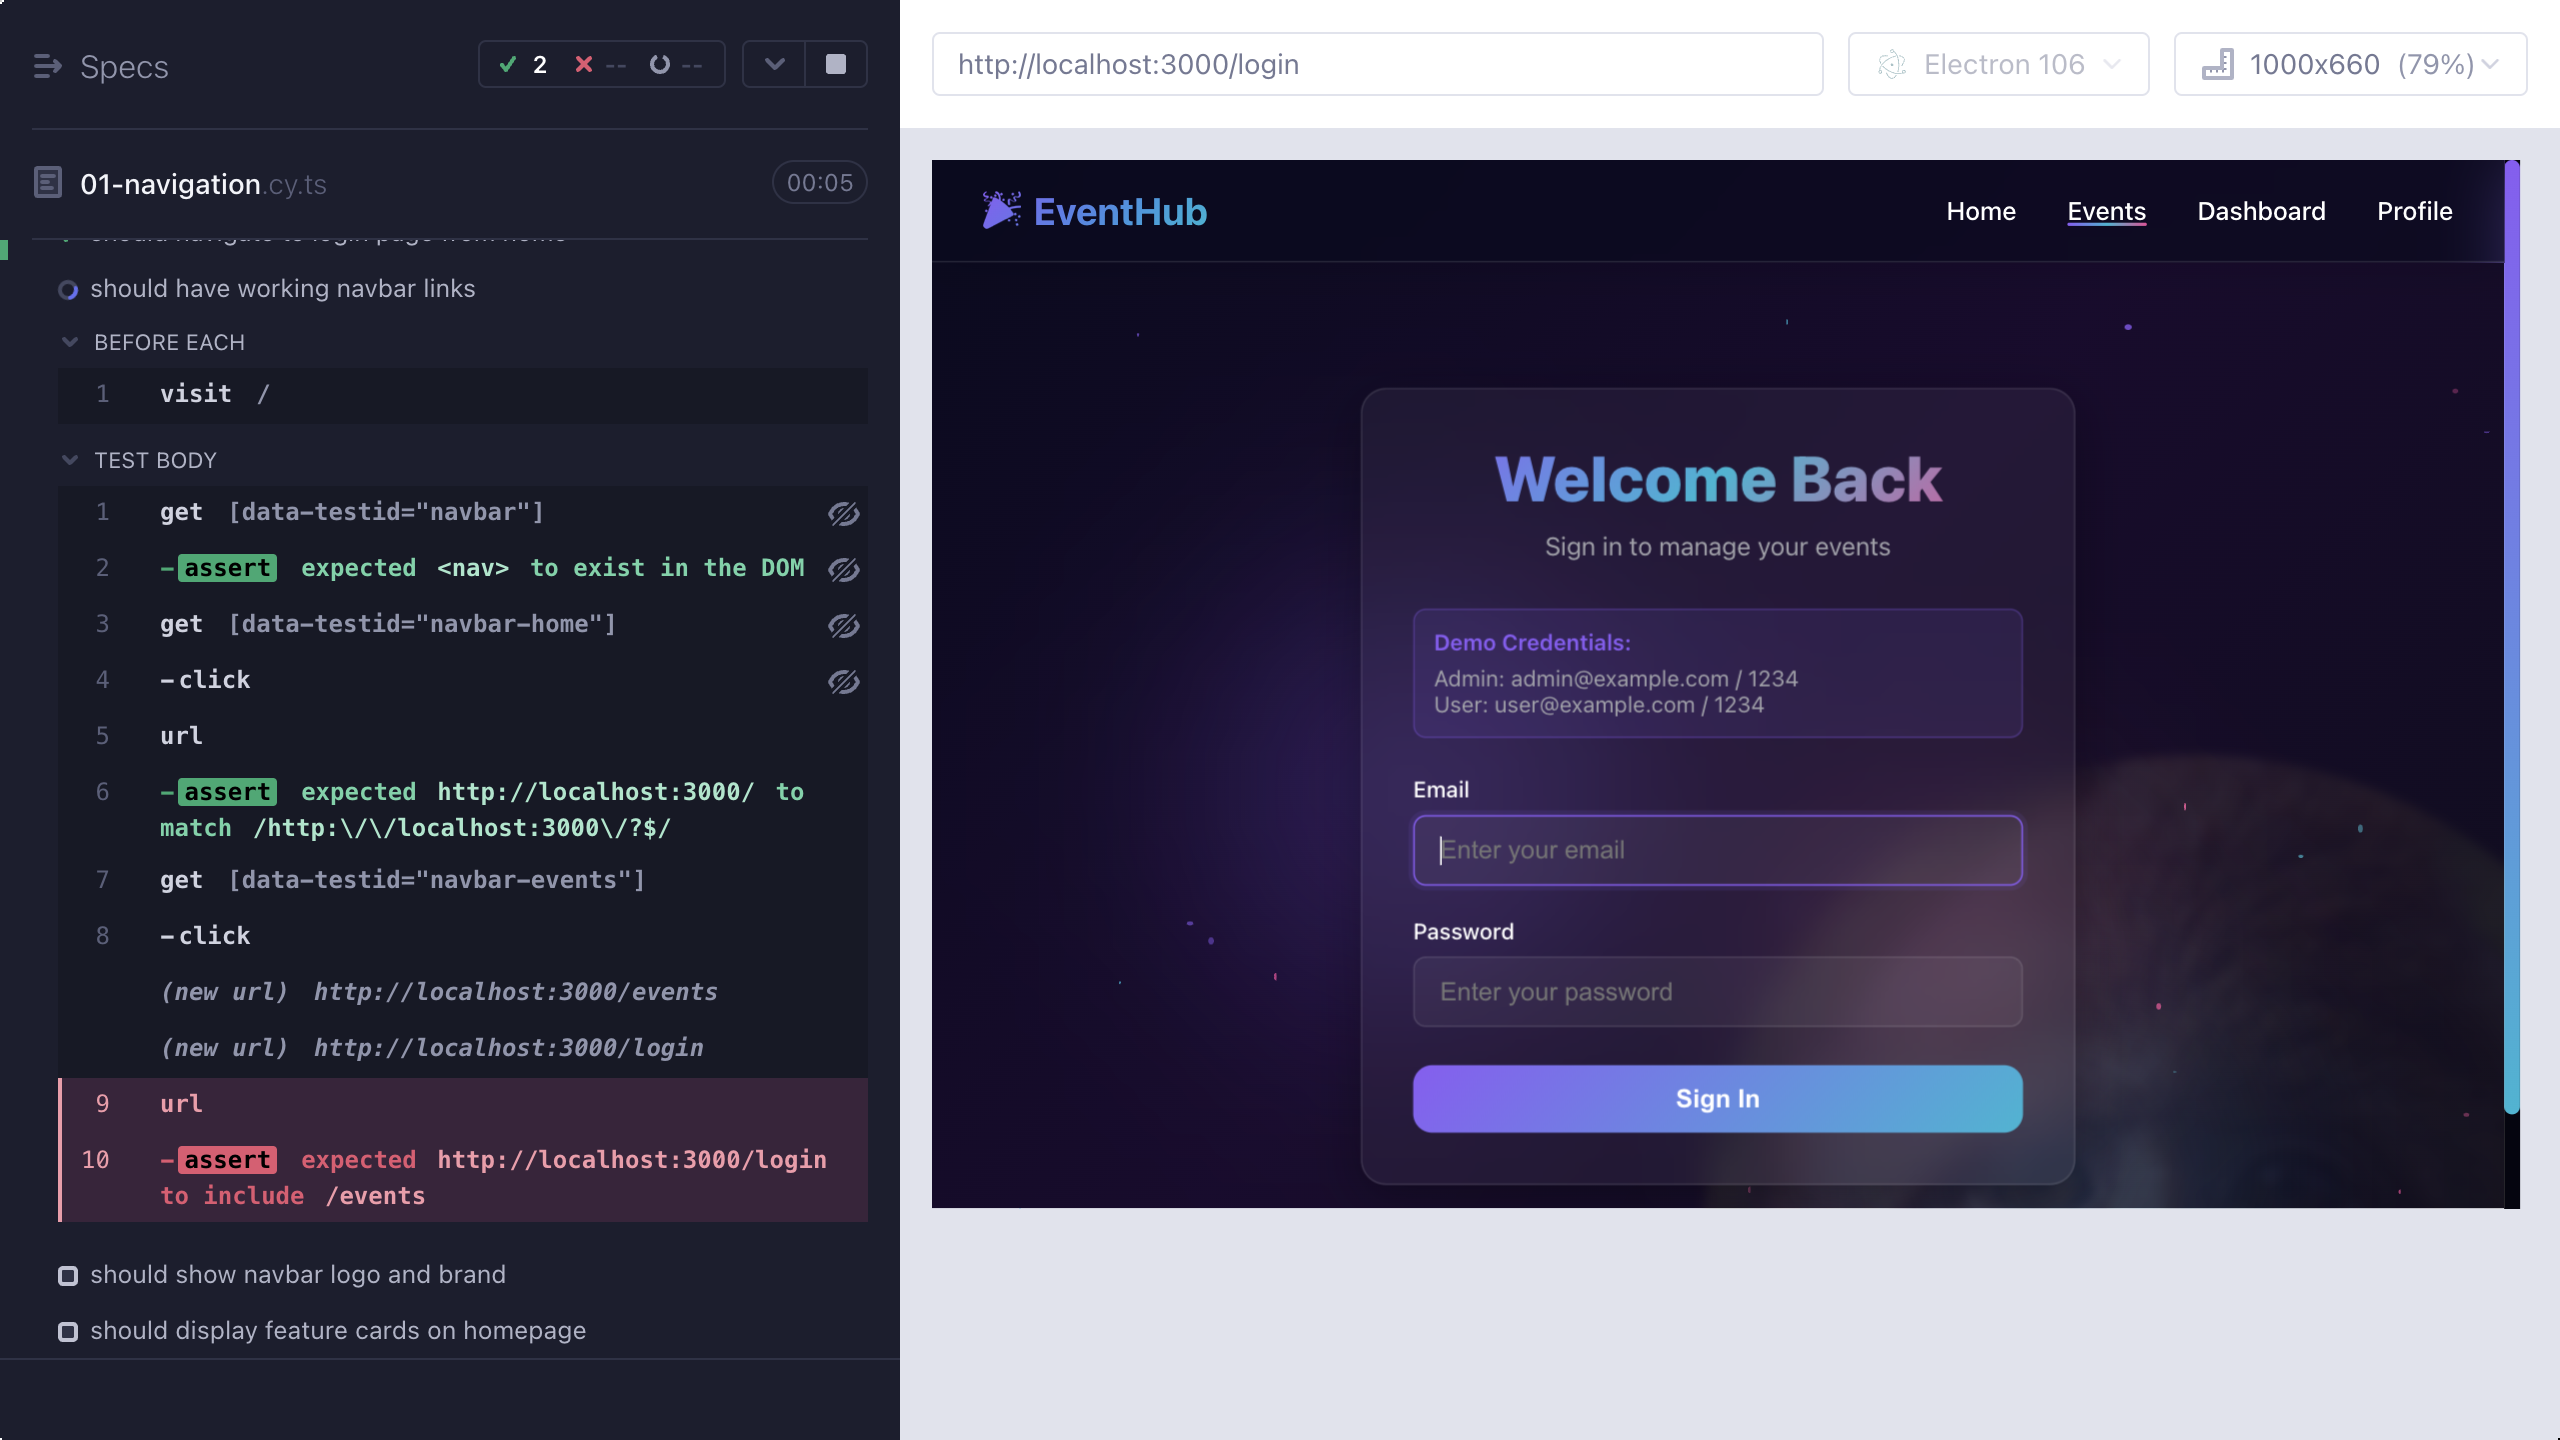 Specs
2 -- --
01-navigation.cy.ts
00:05
should navigate to login page from home
should have working navbar links
BEFORE EACH
1 visit /
TEST BODY
1 get [data-testid="navbar"]
2 -assert expected <nav> to exist in the DOM
3 get [data-testid="navbar-home"]
4 -click
5 url
6 -assert expected http://localhost:3000/ to
match /http:\/\/localhost:3000\/?$/
7 get [data-testid="navbar-events"]
8 -click
(new url) http://localhost:3000/events
(new url) http://localhost:3000/login
9 url
10 -assert expected http://localhost:3000/login
to include /events
should show navbar logo and brand
should display feature cards on homepage
http://localhost:3000/login
Electron 106
1000x660 (79%)
EventHub
Home Events Dashboard Profile
Welcome Back
Sign in to manage your events
Demo Credentials:
Admin: admin@example.com / 1234
User: user@example.com / 1234
Email
Enter your email
Password
Enter your password
Sign In